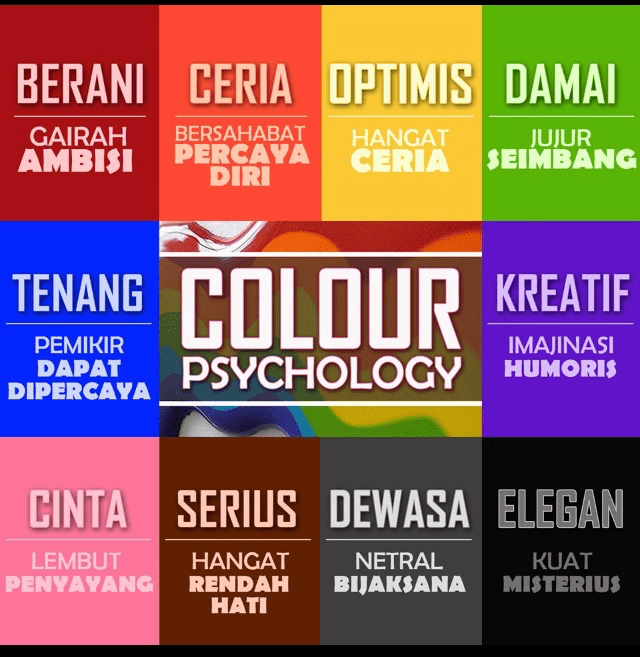 BERANI
GAIRAH
AMBISI
CERIA
BERSAHABAT
PERCAYA
DIRI
OPTIMIS
HANGAT
CERIA
DAMAI
JUJUR
SEIMBANG
TENANG
PEMIKIR
DAPAT
DIPERCAYA
COLOUR
PSYCHOLOGY
KREATIF
IMAJINASI
HUMORIS
CINTA
LEMBUT
PENYAYANG
SERIUS
HANGAT
RENDAH
HATI
DEWASA
NETRAL
BIJAKSANA
ELEGAN
KUAT
MISTERIUS